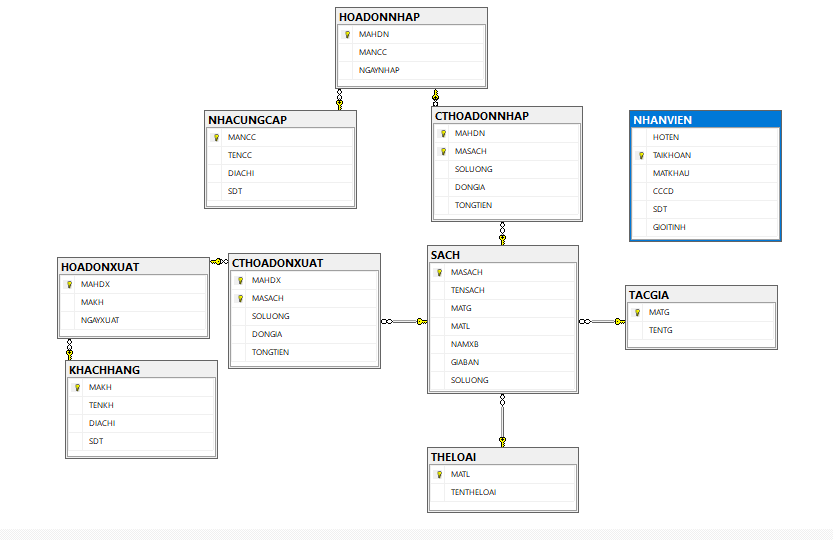 HOADONNHAP
MAHDN
MANCC
NGAYNHAP
NHACUNGCAP
MANCC
TENCC
DIACHI
SDT
CTHOADONNHAP
MAHDN
MASACH
SOLUONG
DONGIA
TONGTIEN
NHANVIEN
HOTEN
TAIKHOAN
MATKHAU
CCCD
SDT
GIOITINH
HOADONXUAT
MAHDX
MAKH
NGAYXUAT
CTHOADONXUAT
MAHDX
MASACH
SOLUONG
DONGIA
TONGTIEN
SACH
MASACH
TENSACH
MATG
MATL
NAMXB
GIABAN
SOLUONG
TACGIA
MATG
TENTG
KHACHHANG
MAKH
TENKH
DIACHI
SDT
THELOAI
MATL
TENTHELOAI